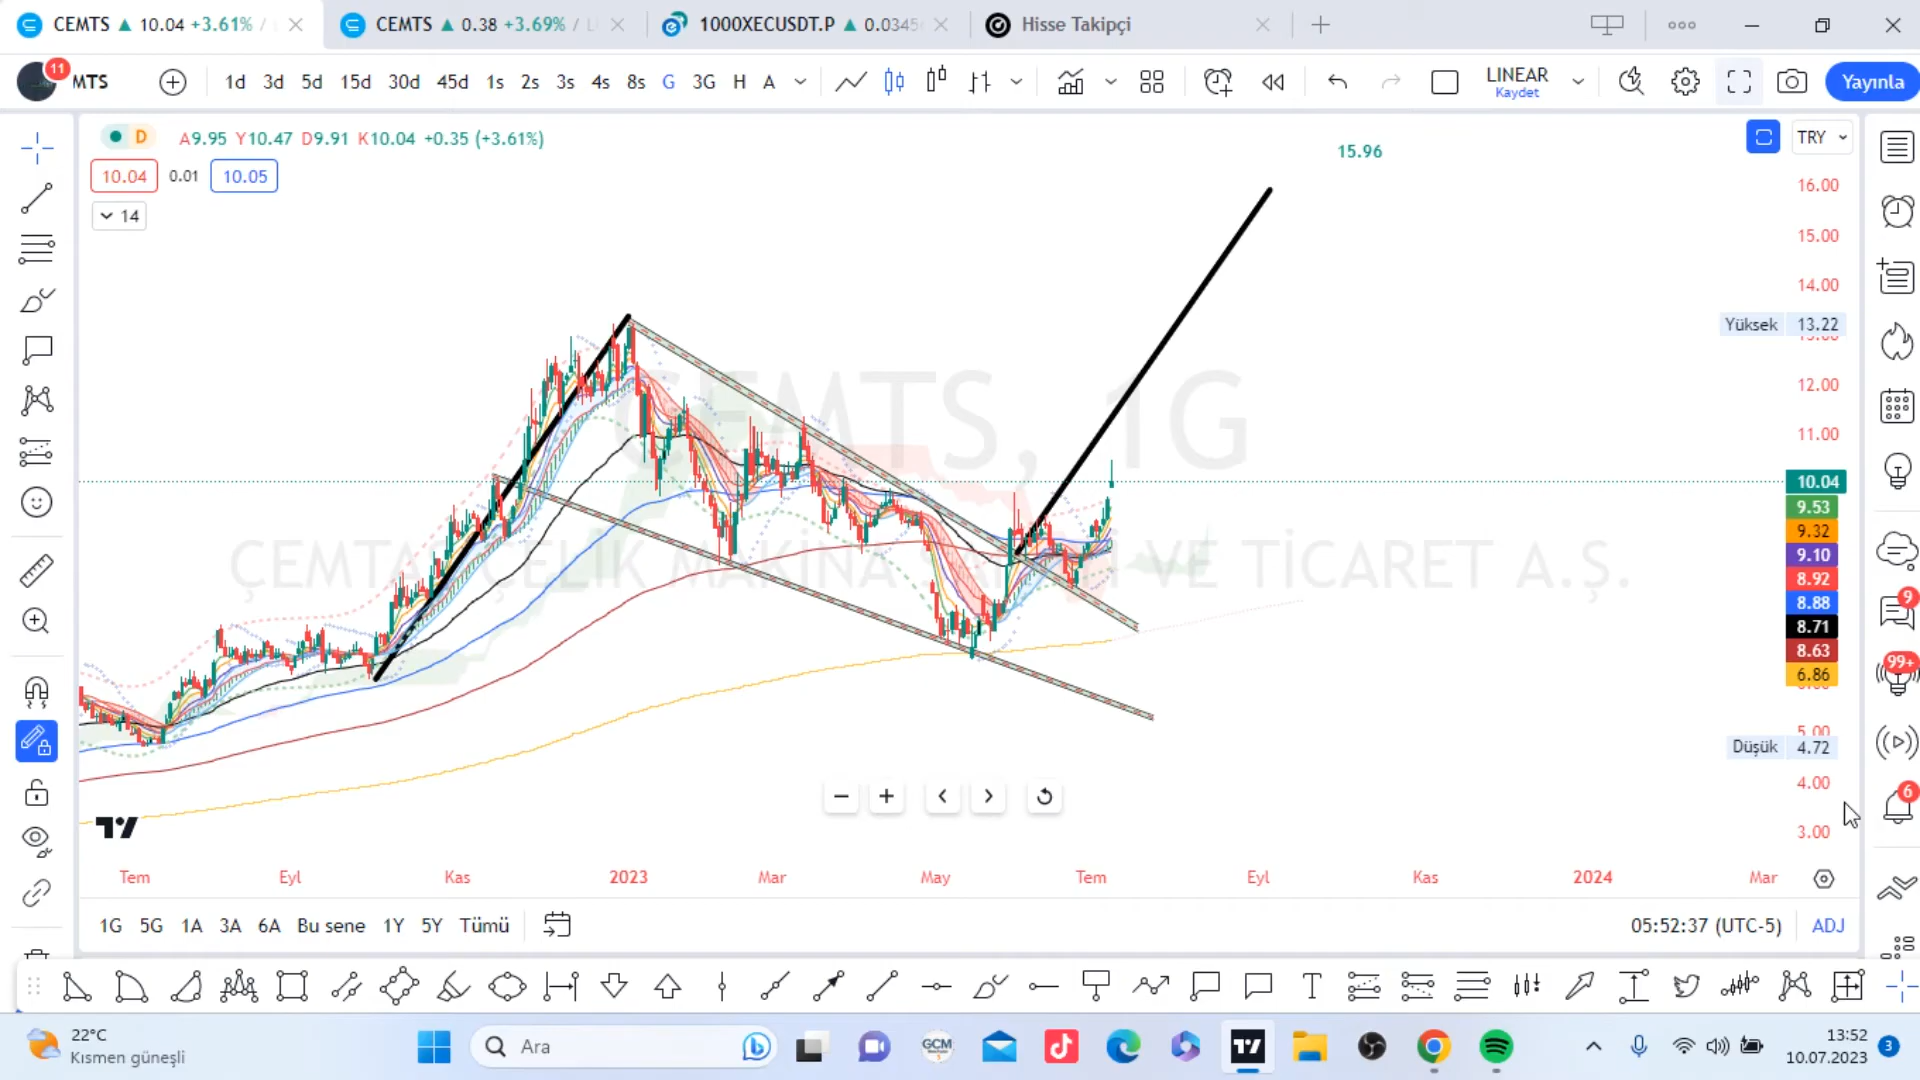 CEMTS ▲ 10.04 +3.61% /
CEMTS ▲ 0.38 +3.69% /
1000XECUSDT.P ▲ 0.0345
Hisse Takipçi
11
MTS
1d 3d 5d 15d 30d 45d 1s 2s 3s 4s 8s G 3G H A
LINEAR
Kaydet
Yayınla
D A9.95 Y10.47 D9.91 K10.04 +0.35 (+3.61%)
10.04 0.01 10.05
14
15.96
TRY
16.00
15.00
14.00
Yüksek 13.22
12.00
11.00
10.04
9.53
9.32
9.10
8.92
8.88
8.71
8.63
6.86
5.00
Düşük 4.72
4.00
3.00
ÇEMTS, 1G
ÇEMTAŞ ÇELİK MAKİNA SANAYİ VE TİCARET A.Ş.
9
99+
6
Tem Eyl Kas 2023 Mar May Tem Eyl Kas 2024 Mar
1G 5G 1A 3A 6A Bu sene 1Y 5Y Tümü
05:52:37 (UTC-5) ADJ
22°C
Kısmen güneşli
Ara
GCM
13:52
10.07.2023
3